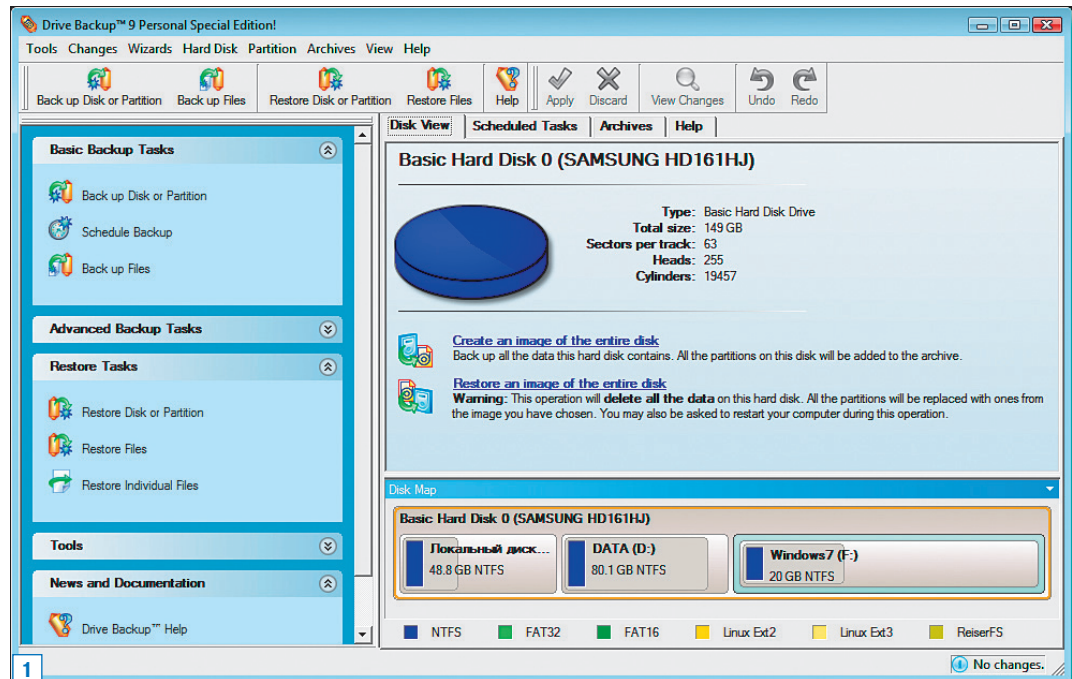 Drive Backup™ 9 Personal Special Edition!
Tools Changes Wizards Hard Disk Partition Archives View Help
Back up Disk or Partition Back up Files Restore Disk or Partition Restore Files Help Apply Discard View Changes Undo Redo
Basic Backup Tasks
Back up Disk or Partition
Schedule Backup
Back up Files
Advanced Backup Tasks
Restore Tasks
Restore Disk or Partition
Restore Files
Restore Individual Files
Tools
News and Documentation
Drive Backup™ Help
Disk View Scheduled Tasks Archives Help
Basic Hard Disk 0 (SAMSUNG HD161HJ)
Type: Basic Hard Disk Drive
Total size: 149 GB
Sectors per track: 63
Heads: 255
Cylinders: 19457
Create an image of the entire disk
Back up all the data this hard disk contains. All the partitions on this disk will be added to the archive.
Restore an image of the entire disk
Warning: This operation will delete all the data on this hard disk. All the partitions will be replaced with ones from
the image you have chosen. You may also be asked to restart your computer during this operation.
Disk Map
Basic Hard Disk 0 (SAMSUNG HD161HJ)
Локальный диск...
48.8 GB NTFS
DATA (D:)
80.1 GB NTFS
Windows7 (F:)
20 GB NTFS
NTFS FAT32 FAT16 Linux Ext2 Linux Ext3 ReiserFS
No changes.
1